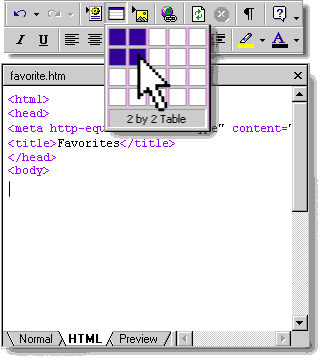 I U
A
2 by 2 Table
favorite.htm
<html>
<head>
<meta http-equ pe" content="
<title>Favorites</title>
</head>
<body>
Normal HTML Preview